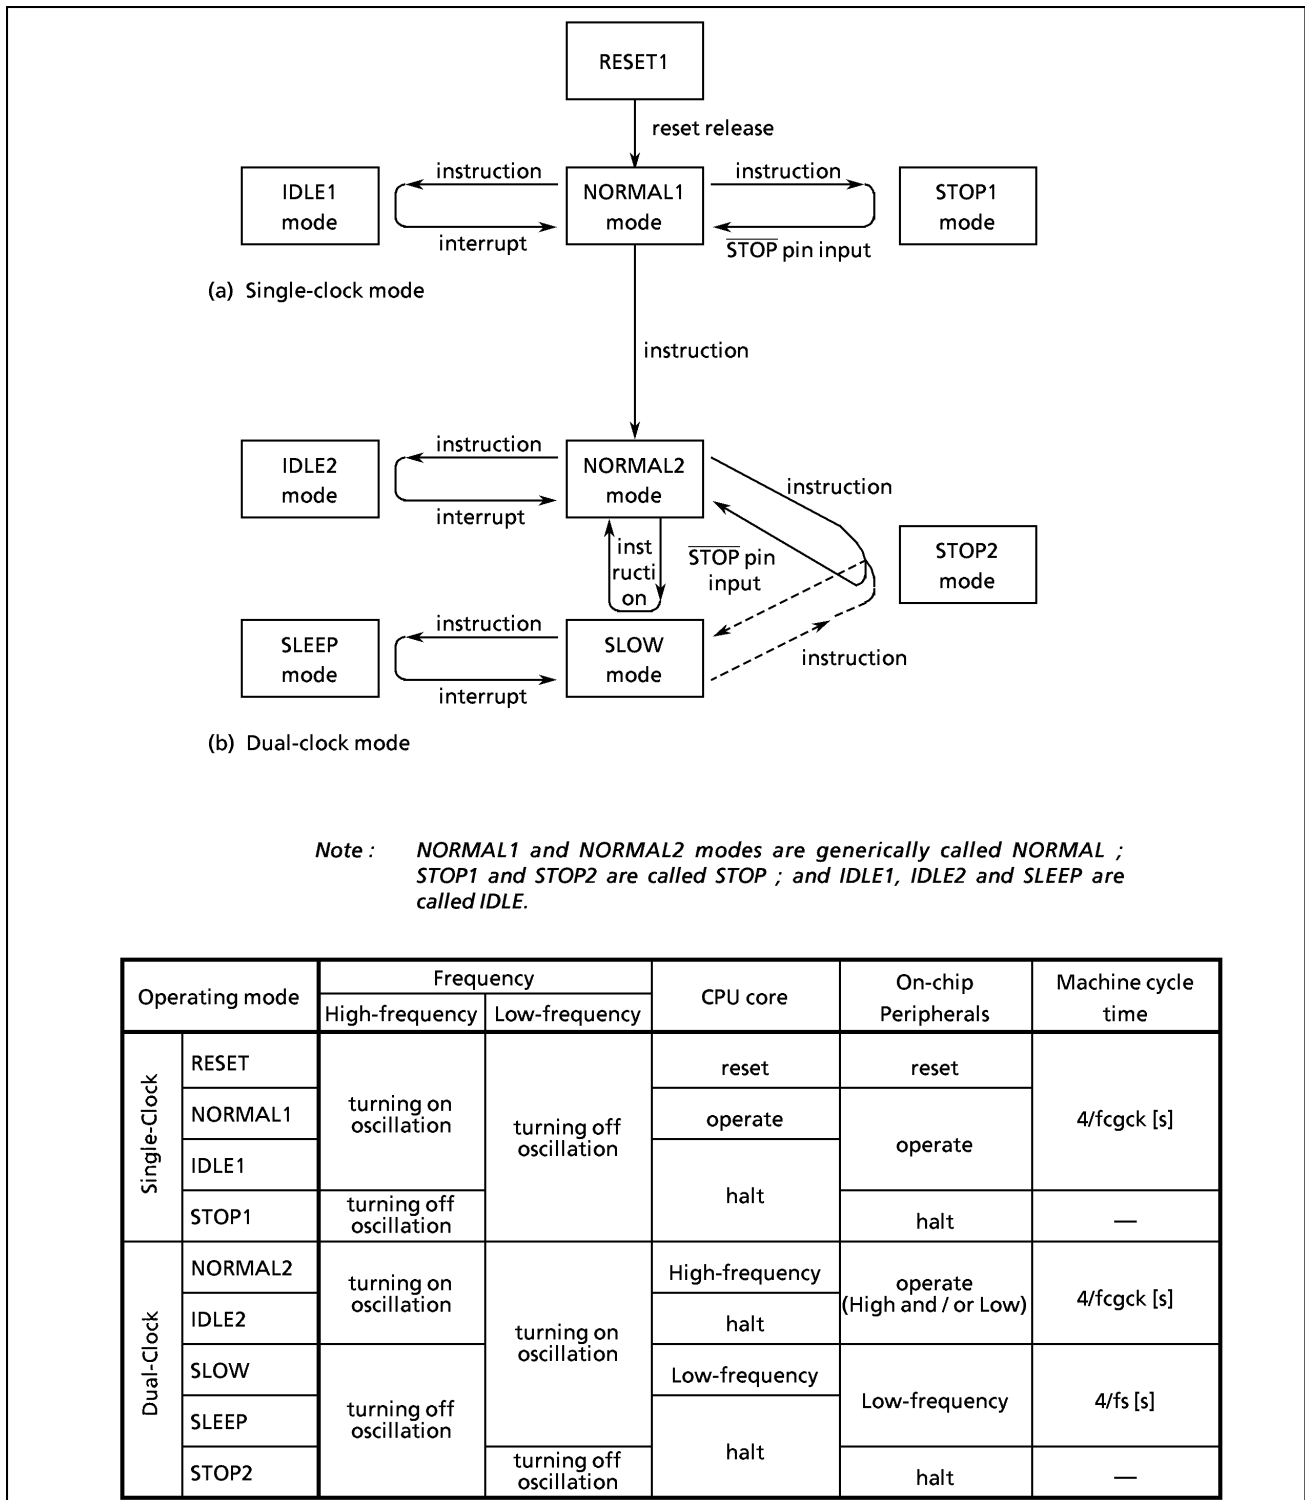 RESET1
reset release
instruction
instruction
IDLE1
mode
NORMAL1
mode
STOP1
mode
interrupt
STOP pin input
(a) Single-clock mode
instruction
instruction
IDLE2
mode
NORMAL2
mode
instruction
interrupt
inst
ructi
on
STOP pin
input
STOP2
mode
instruction
SLEEP
mode
SLOW
mode
instruction
interrupt
(b) Dual-clock mode
Note : NORMAL1 and NORMAL2 modes are generically called NORMAL ;
STOP1 and STOP2 are called STOP ; and IDLE1, IDLE2 and SLEEP are
called IDLE.
Operating mode
Frequency
High-frequency
Low-frequency
CPU core
On-chip
Peripherals
Machine cycle
time
Single-Clock
RESET
NORMAL1
IDLE1
STOP1
turning on
oscillation
turning off
oscillation
turning off
oscillation
reset
operate
halt
reset
operate
halt
4/fcgck [s]
—
Dual-Clock
NORMAL2
IDLE2
SLOW
SLEEP
STOP2
turning on
oscillation
turning off
oscillation
turning on
oscillation
turning off
oscillation
High-frequency
halt
Low-frequency
halt
operate
(High and / or Low)
Low-frequency
halt
4/fcgck [s]
4/fs [s]
—